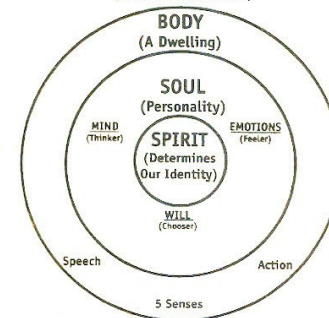 BODY
(A Dwelling)
SOUL
(Personality)
MIND
(Thinker)
EMOTIONS
(Feeler)
SPIRIT
(Determines
Our Identity)
WILL
(Chooser)
Speech
Action
5 Senses